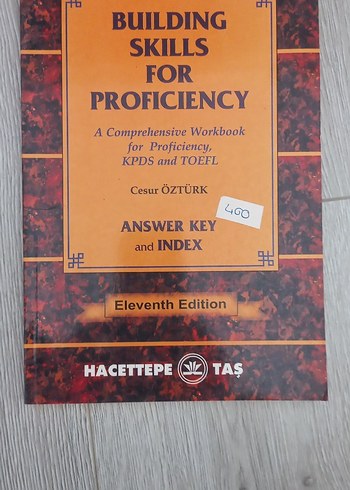 BUILDING
SKILLS
FOR
PROFICIENCY
A Comprehensive Workbook
for Proficiency,
KPDS and TOEFL
Cesur ÖZTÜRK
400
ANSWER KEY
and INDEX
Eleventh Edition
HACETTEPE TAŞ